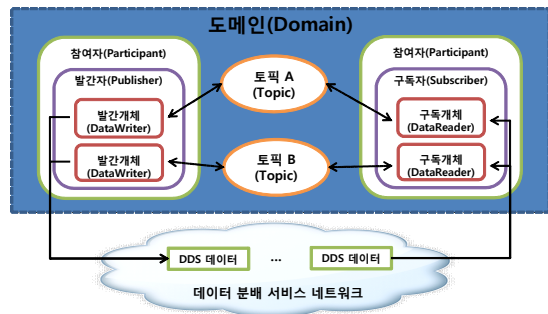 도메인(Domain)
참여자(Participant)
발간자(Publisher)
발간개체
(DataWriter)
발간개체
(DataWriter)
토픽 A
(Topic)
토픽 B
(Topic)
참여자(Participant)
구독자(Subscriber)
구독개체
(DataReader)
구독개체
(DataReader)
DDS 데이터
...
DDS 데이터
데이터 분배 서비스 네트워크